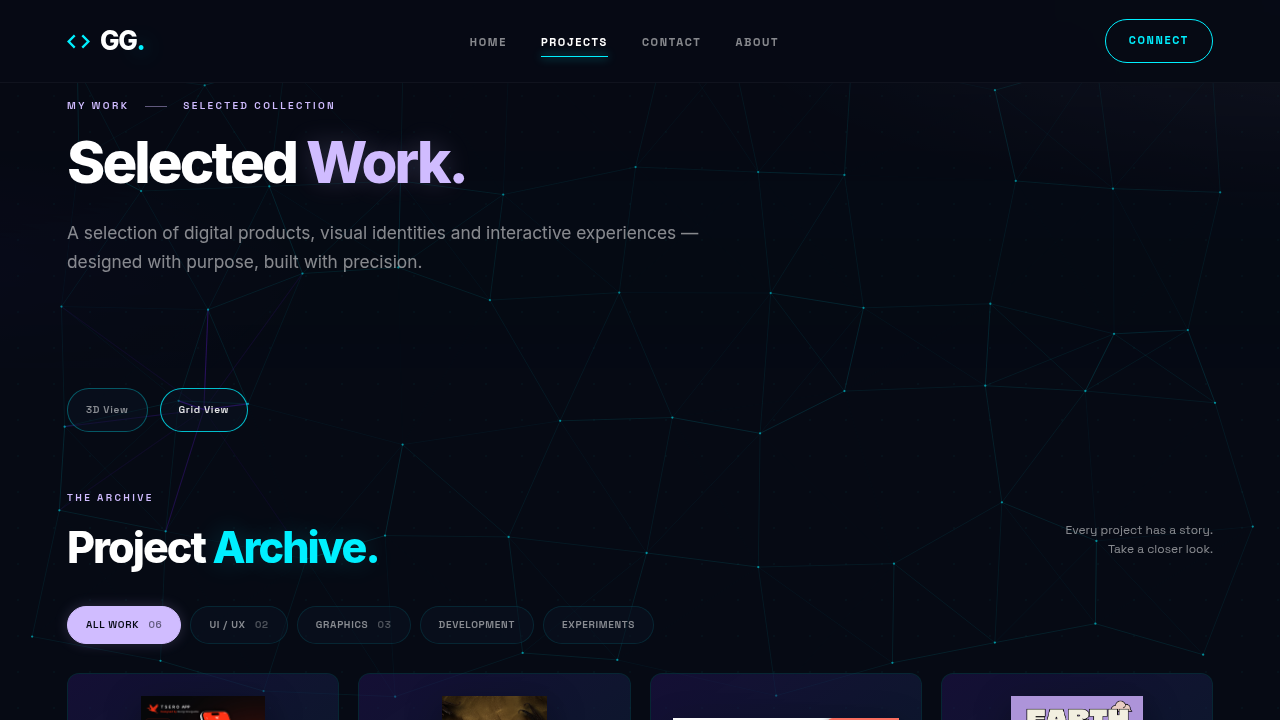 <> GG.
HOME PROJECTS CONTACT ABOUT
CONNECT
MY WORK SELECTED COLLECTION
Selected Work.
A selection of digital products, visual identities and interactive experiences —
designed with purpose, built with precision.
3D View Grid View
THE ARCHIVE
Project Archive.
Every project has a story.
Take a closer look.
ALL WORK 06 UI / UX 02 GRAPHICS 03 DEVELOPMENT EXPERIMENTS
EARTH